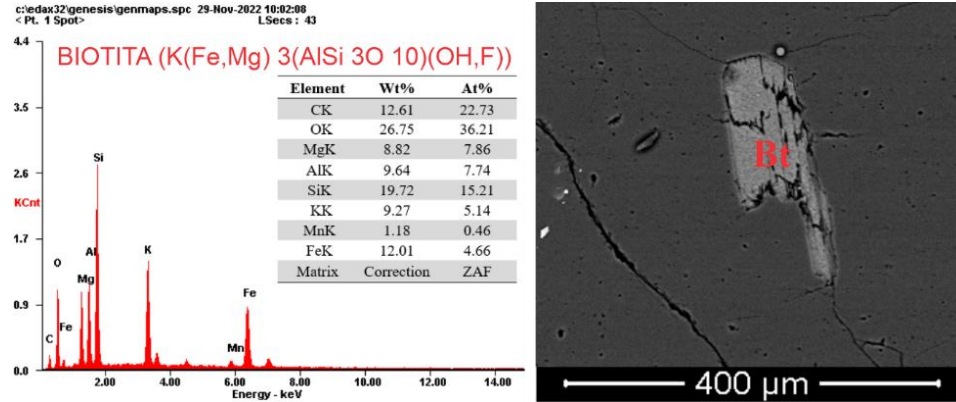 c:\edax32\genesis\genmaps.spc 29-Nov-2022 10:02:08
< Pt. 1 Spot> LSecs : 43
BIOTITA (K(Fe,Mg) 3(AlSi 3O 10)(OH,F))
Element Wt% At%
CK 12.61 22.73
OK 26.75 36.21
MgK 8.82 7.86
AlK 9.64 7.74
SiK 19.72 15.21
KK 9.27 5.14
MnK 1.18 0.46
FeK 12.01 4.66
Matrix Correction ZAF
4.4
3.5
2.6
KCnt
1.7
0.9
0.0
C
O
Fe
Mg
Al
Si
K
Mn
Fe
2.00 4.00 6.00 8.00 10.00 12.00 14.00
Energy - keV
Bt
400 µm